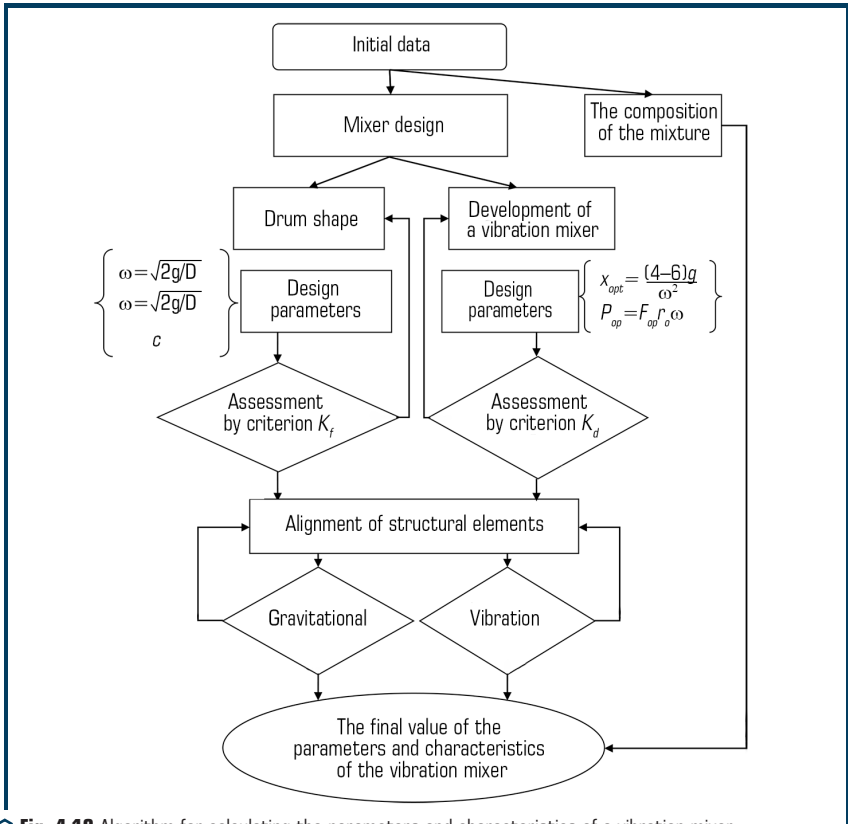 Initial data
Mixer design
The composition
of the mixture
Drum shape
Development of
a vibration mixer
ω=√2g/D
ω=√2g/D
c
Design
parameters
Design
parameters
x_opt = (4–6)g/ω²
P_op=F_op r_o ω
Assessment
by criterion K_f
Assessment
by criterion K_d
Alignment of structural elements
Gravitational
Vibration
The final value of the
parameters and characteristics
of the vibration mixer
Fig. 4.18 Algorithm for calculating the parameters and characteristics of a vibration mixer